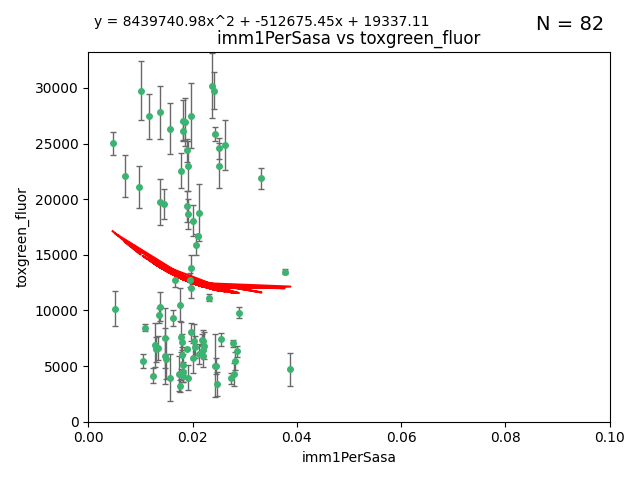 y = 8439740.98x^2 + -512675.45x + 19337.11
N = 82
imm1PerSasa vs toxgreen_fluor
30000
25000
20000
15000
10000
5000
0
toxgreen_fluor
0.00 0.02 0.04 0.06 0.08 0.10
imm1PerSasa